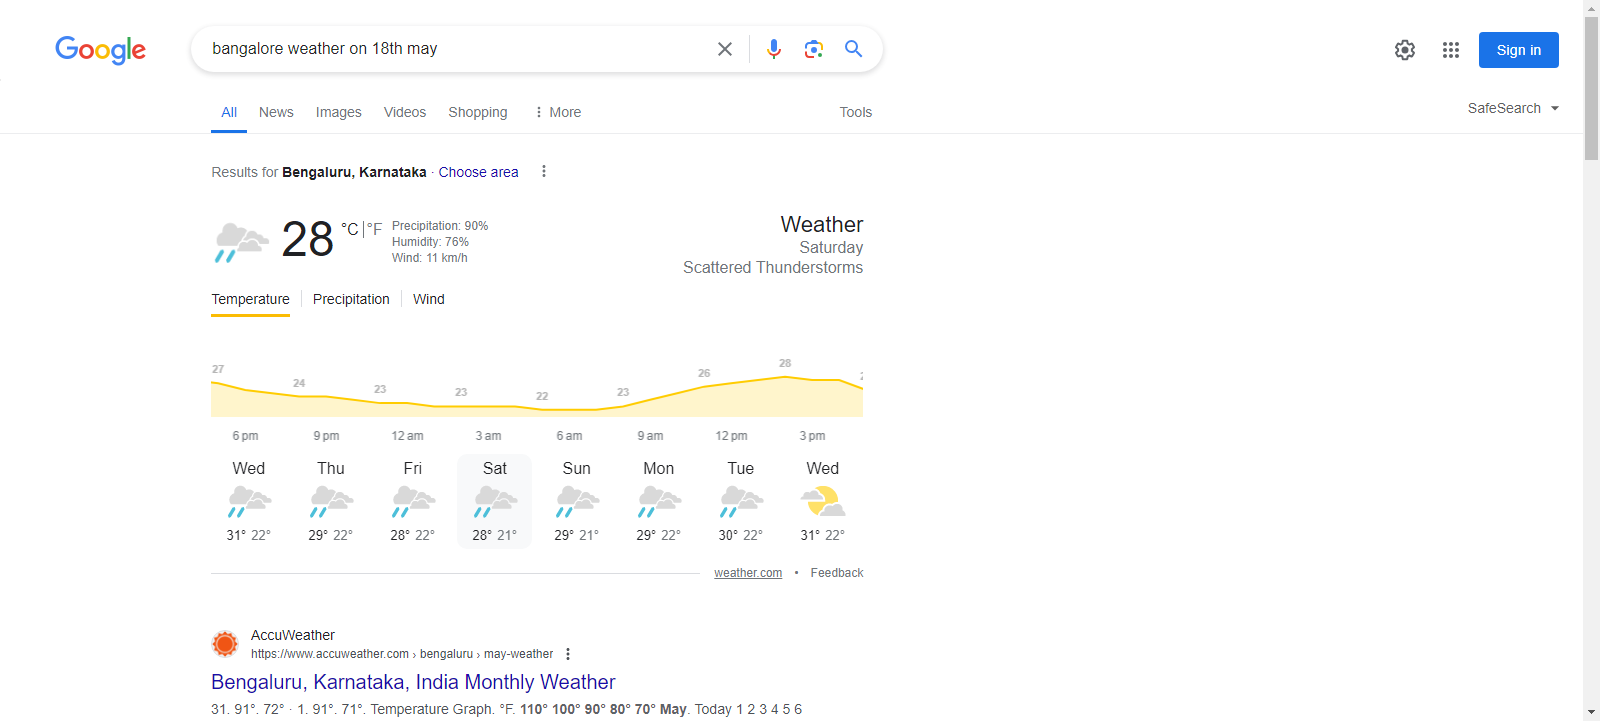 Google
bangalore weather on 18th may
Sign in
All News Images Videos Shopping More Tools
SafeSearch
Results for Bengaluru, Karnataka · Choose area
28 °C | °F
Precipitation: 90%
Humidity: 76%
Wind: 11 km/h
Weather
Saturday
Scattered Thunderstorms
Temperature Precipitation Wind
27 24 23 23 22 23 26 28
6 pm 9 pm 12 am 3 am 6 am 9 am 12 pm 3 pm
Wed Thu Fri Sat Sun Mon Tue Wed
31° 22° 29° 22° 28° 22° 28° 21° 29° 21° 29° 22° 30° 22° 31° 22°
weather.com • Feedback
AccuWeather
https://www.accuweather.com › bengaluru › may-weather
Bengaluru, Karnataka, India Monthly Weather
31. 91°. 72° · 1. 91°. 71°. Temperature Graph. °F. 110° 100° 90° 80° 70° May. Today 1 2 3 4 5 6